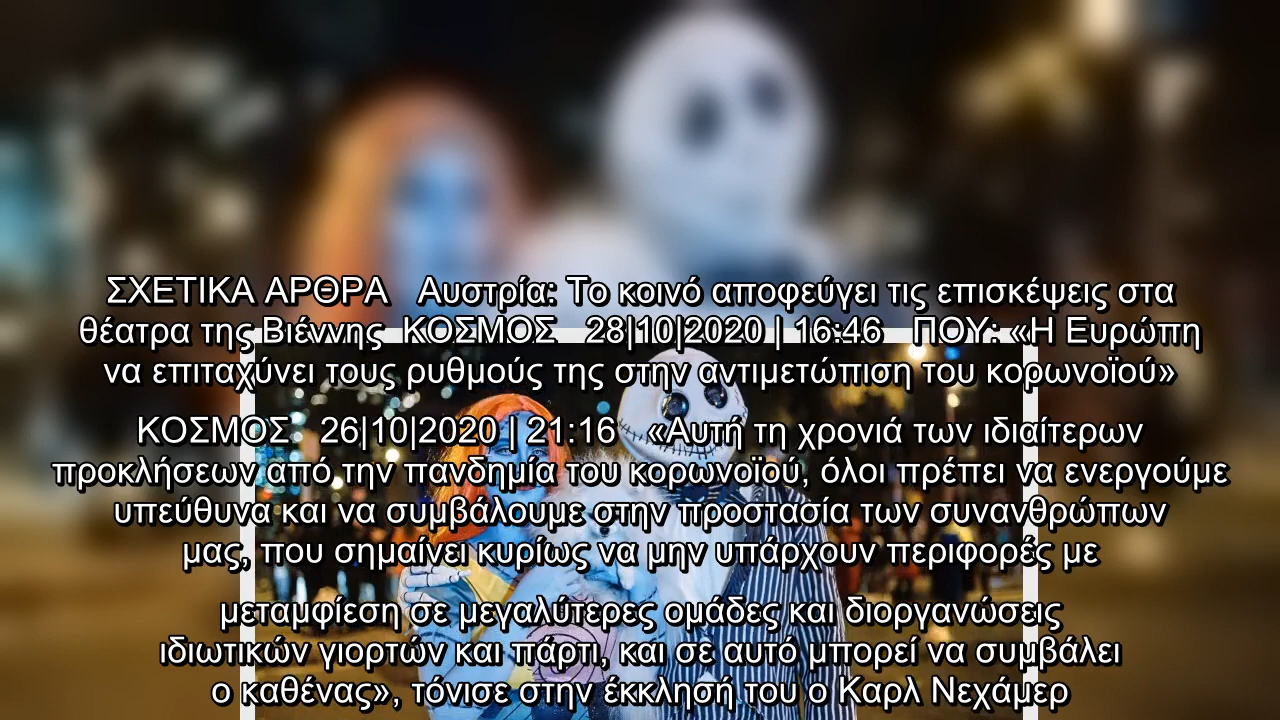 ΣΧΕΤΙΚΑ ΑΡΘΡΑ   Αυστρία: Το κοινό αποφεύγει τις επισκέψεις στα
θέατρα της Βιέννης  ΚΟΣΜΟΣ   28|10|2020 | 16:46   ΠΟΥ: «Η Ευρώπη
να επιταχύνει τους ρυθμούς της στην αντιμετώπιση του κορωνοϊού»
ΚΟΣΜΟΣ   26|10|2020 | 21:16   «Αυτή τη χρονιά των ιδιαίτερων
προκλήσεων από την πανδημία του κορωνοϊού, όλοι πρέπει να ενεργούμε
υπεύθυνα και να συμβάλουμε στην προστασία των συνανθρώπων
μας, που σημαίνει κυρίως να μην υπάρχουν περιφορές με
μεταμφίεση σε μεγαλύτερες ομάδες και διοργανώσεις
ιδιωτικών γιορτών και πάρτι, και σε αυτό μπορεί να συμβάλει
ο καθένας», τόνισε στην έκκλησή του ο Καρλ Νεχάμερ